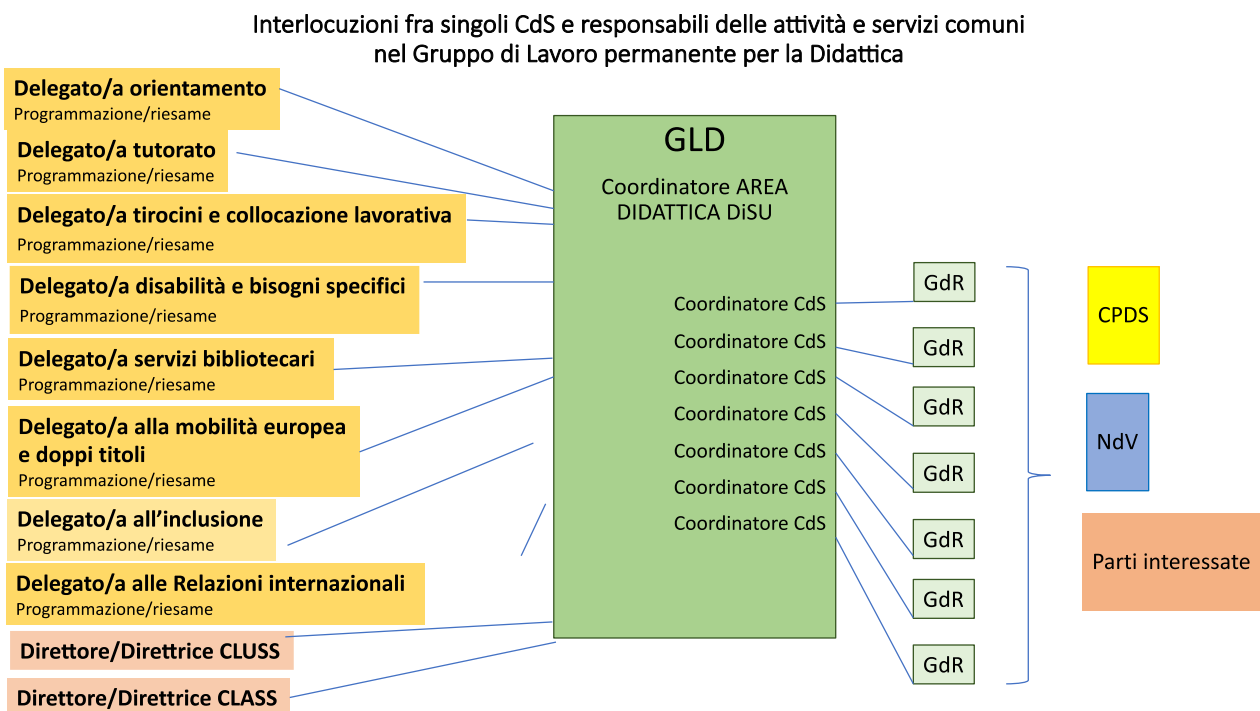 Interlocuzioni fra singoli CdS e responsabili delle attività e servizi comuni
nel Gruppo di Lavoro permanente per la Didattica
Delegato/a orientamento
Programmazione/riesame
Delegato/a tutorato
Programmazione/riesame
Delegato/a tirocini e collocazione lavorativa
Programmazione/riesame
Delegato/a disabilità e bisogni specifici
Programmazione/riesame
Delegato/a servizi bibliotecari
Programmazione/riesame
Delegato/a alla mobilità europea
e doppi titoli
Programmazione/riesame
Delegato/a all’inclusione
Programmazione/riesame
Delegato/a alle Relazioni internazionali
Programmazione/riesame
Direttore/Direttrice CLUSS
Direttore/Direttrice CLASS
GLD
Coordinatore AREA
DIDATTICA DiSU
Coordinatore CdS
Coordinatore CdS
Coordinatore CdS
Coordinatore CdS
Coordinatore CdS
Coordinatore CdS
Coordinatore CdS
GdR
GdR
GdR
GdR
GdR
GdR
GdR
CPDS
NdV
Parti interessate